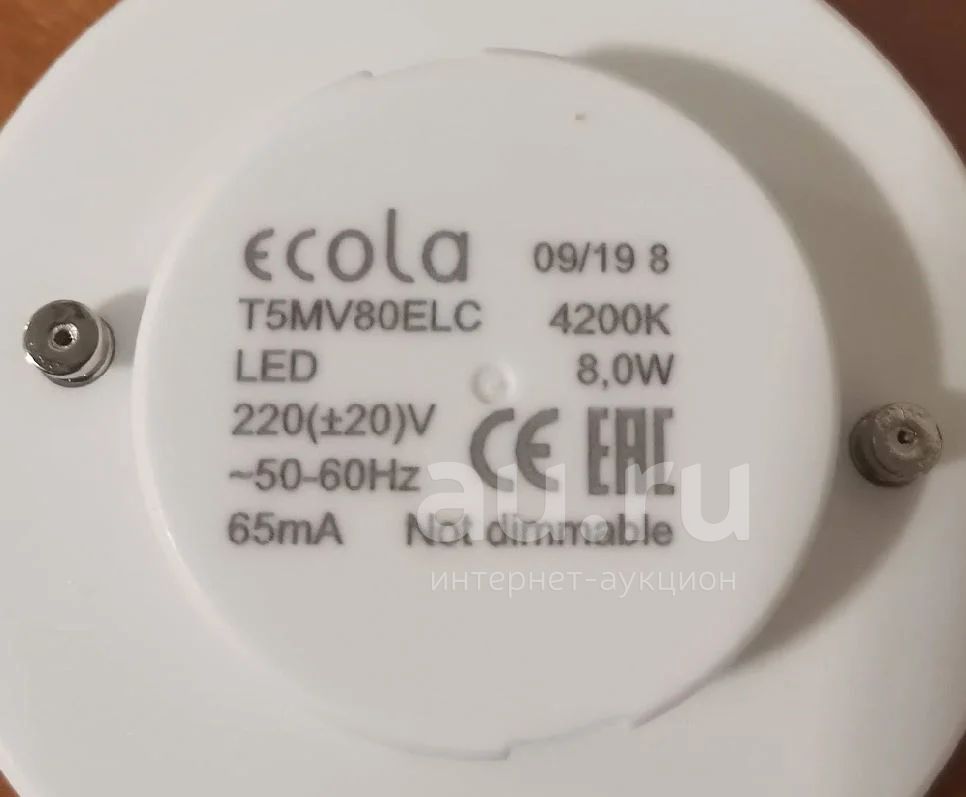 ecola 09/19 8
T5MV80ELC 4200K
LED 8,0W
220(±20)V CE EAC
~50-60Hz
65mA Not dimmable
au.ru
интернет-аукцион